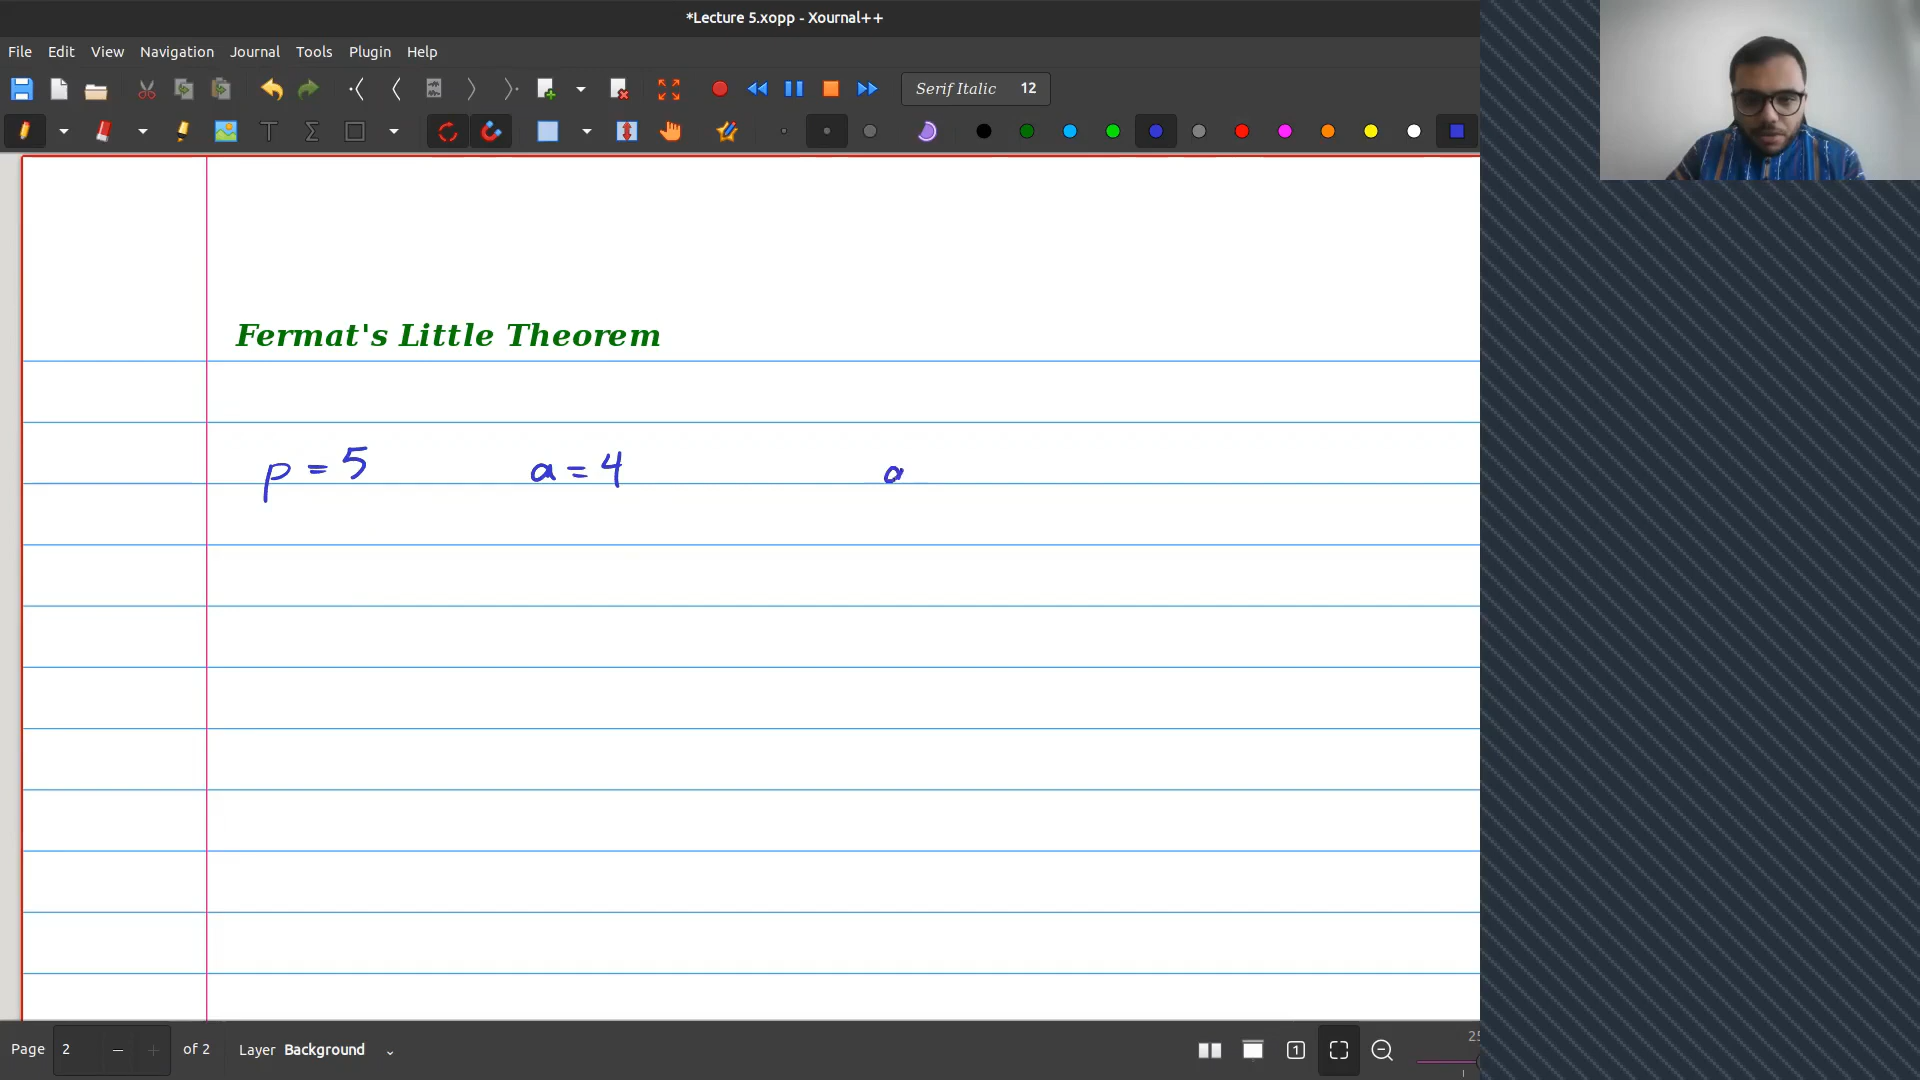 *Lecture 5.xopp - Xournal++
File Edit View Navigation Journal Tools Plugin Help
Serif Italic 12
Fermat's Little Theorem
p = 5 a = 4 a
Page 2 of 2 Layer Background 25